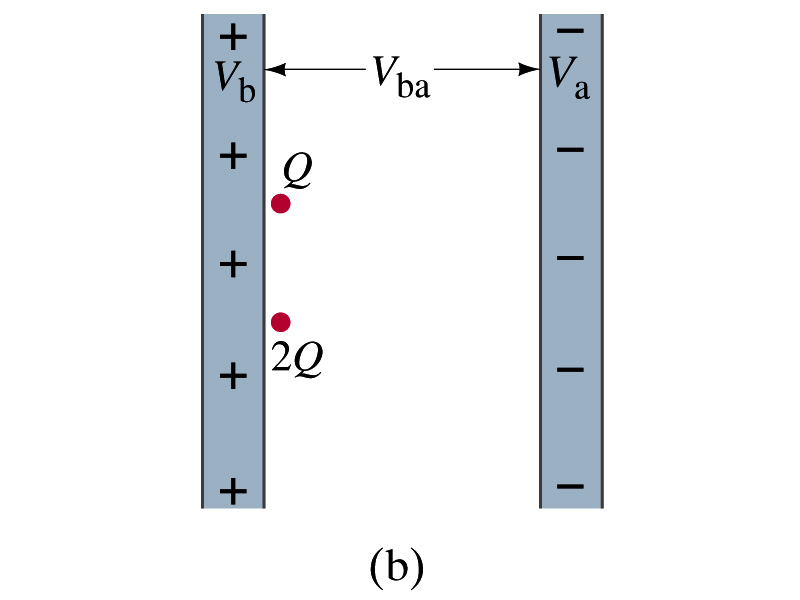 + −
V_b V_ba V_a
+ −
Q
+ −
2Q
+ −
+ −
(b)